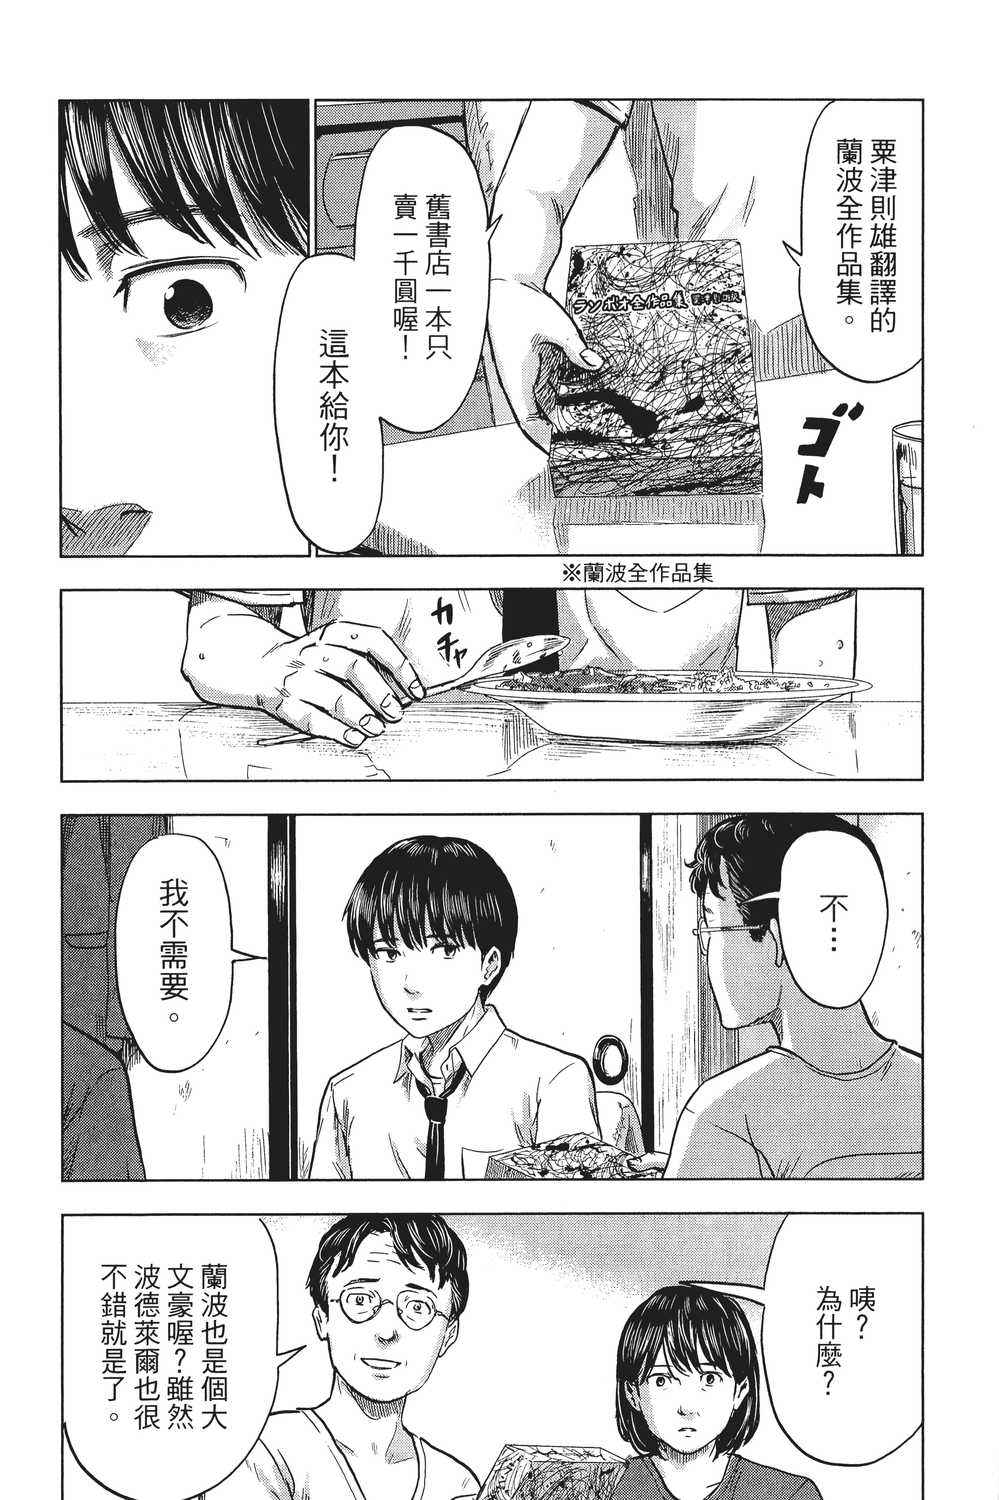 粟津則雄翻譯的
蘭波全作品集。
ランボオ全作品集
ゴト
舊書店一本只
賣一千圓喔！
這本給你！
※蘭波全作品集
カチャ
不…
我不需要。
咦？
為什麼？
蘭波也是個大
文豪喔？雖然
波德萊爾也很
不錯就是了。